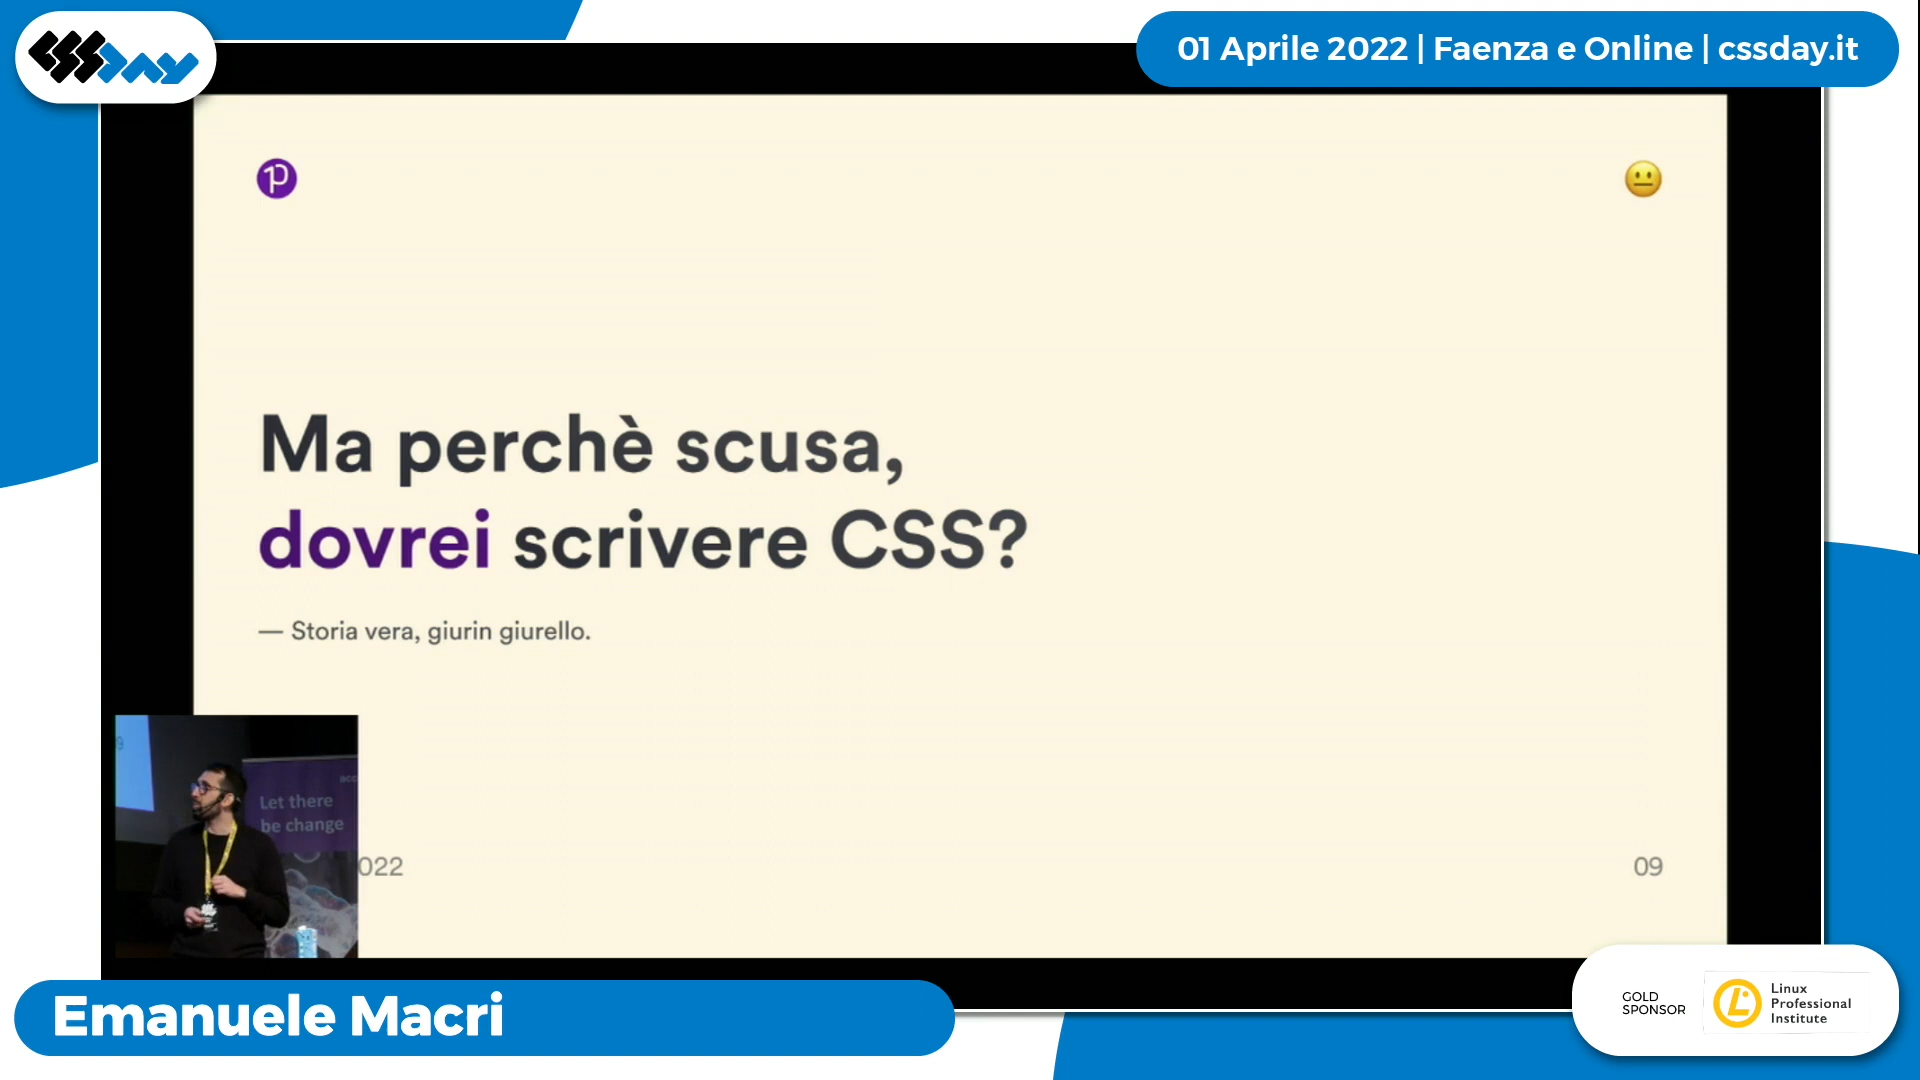 CSSDAY
01 Aprile 2022 | Faenza e Online | cssday.it
Ma perchè scusa,
dovrei scrivere CSS?
— Storia vera, giurin giurello.
Let there
be change
022
09
Emanuele Macri
GOLD
SPONSOR
Linux
Professional
Institute